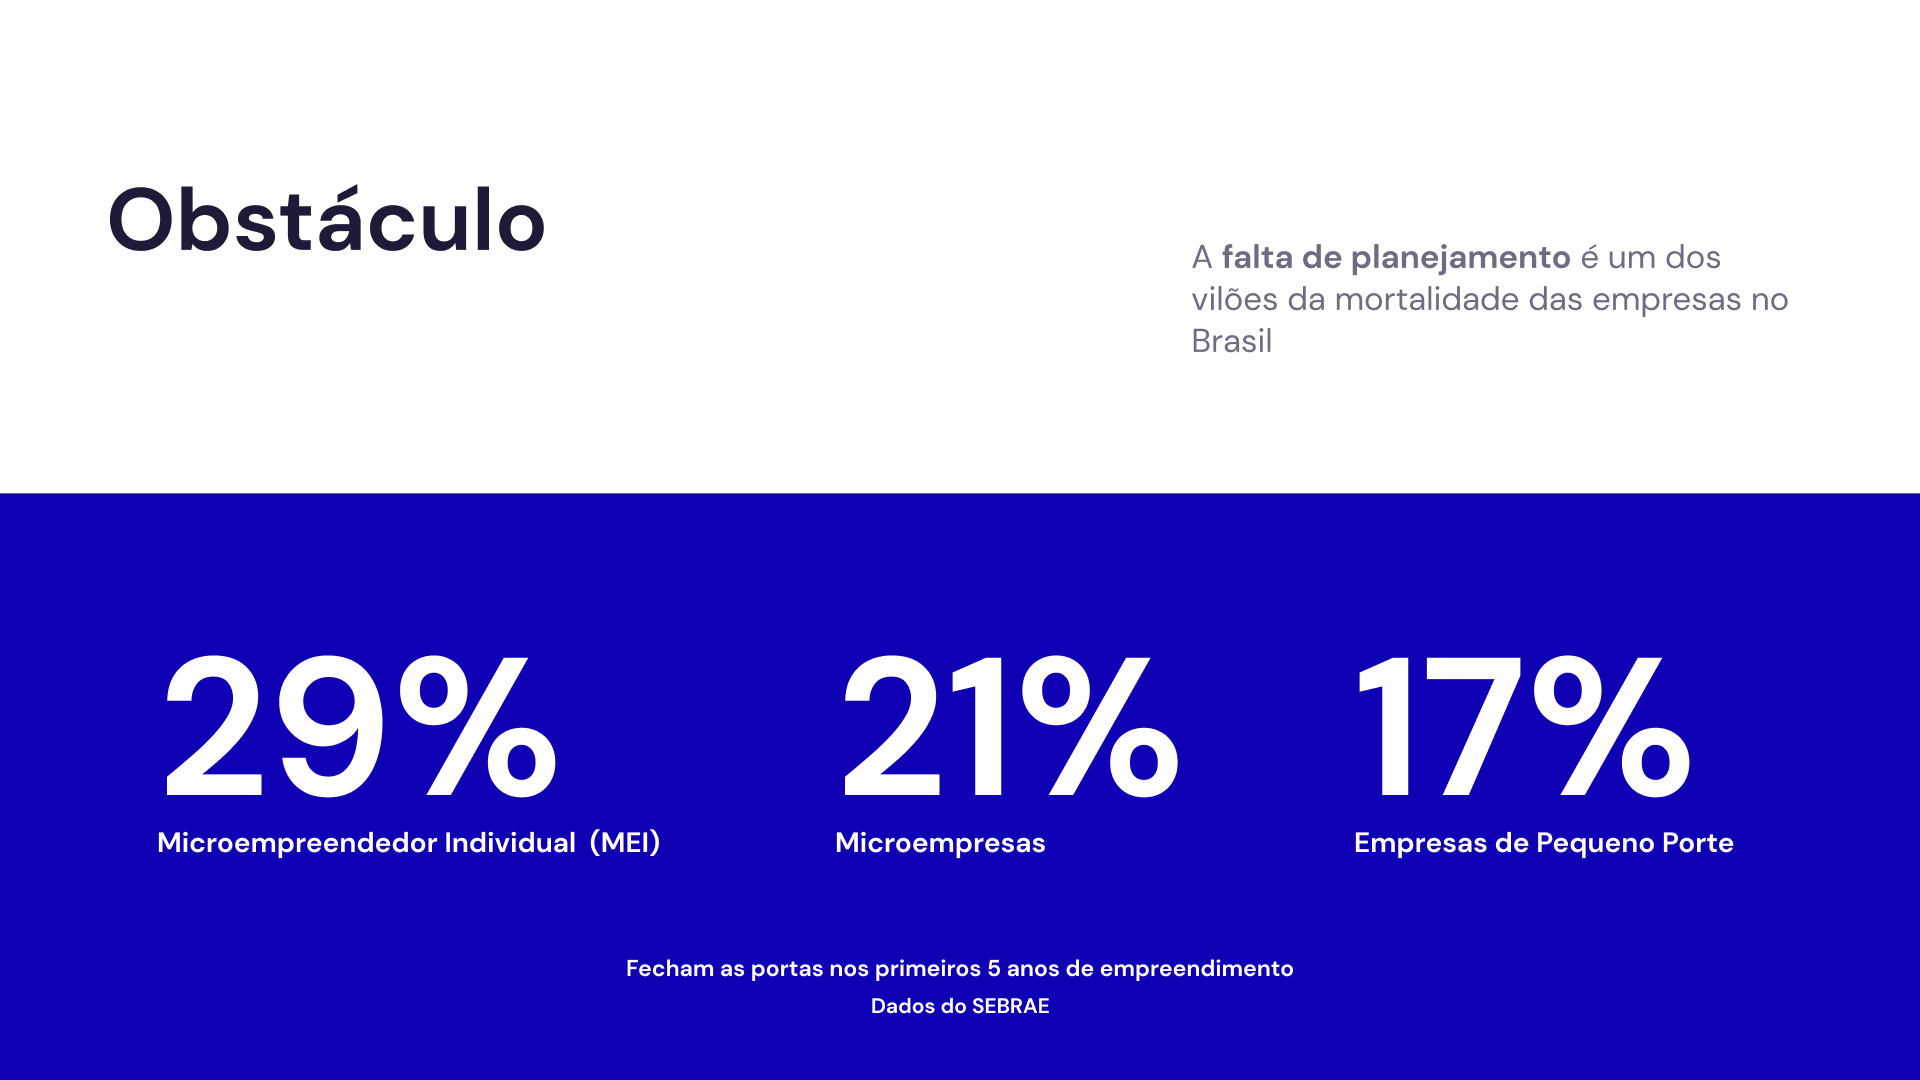 Obstáculo
A falta de planejamento é um dos
vilões da mortalidade das empresas no
Brasil
29%
Microempreendedor Individual (MEI)
21%
Microempresas
17%
Empresas de Pequeno Porte
Fecham as portas nos primeiros 5 anos de empreendimento
Dados do SEBRAE